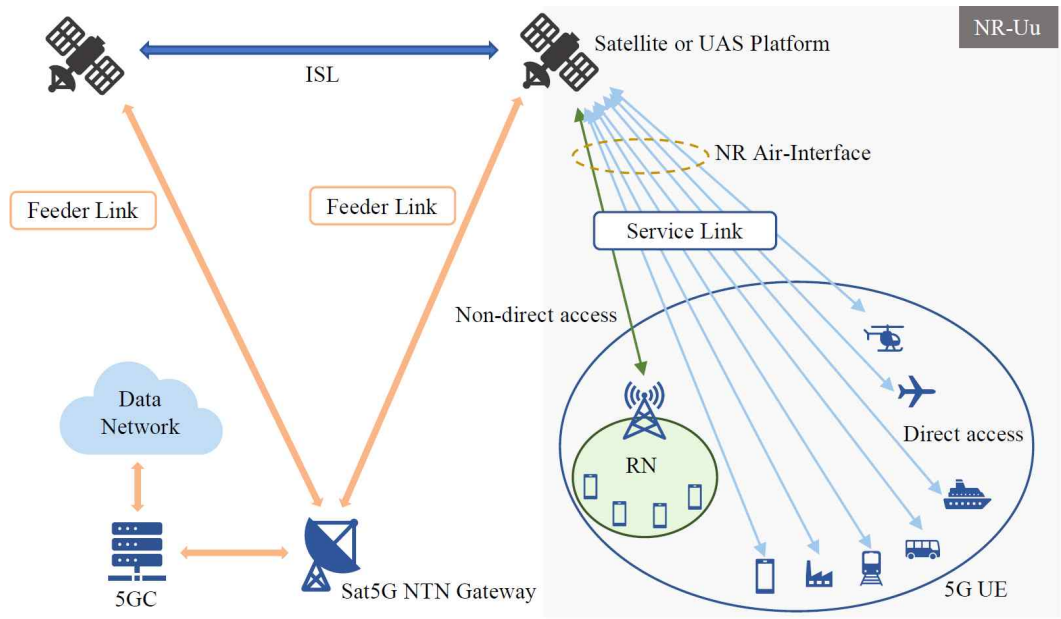 NR-Uu
Satellite or UAS Platform
ISL
NR Air-Interface
Feeder Link
Feeder Link
Service Link
Non-direct access
Data
Network
Direct access
RN
5GC
Sat5G NTN Gateway
5G UE